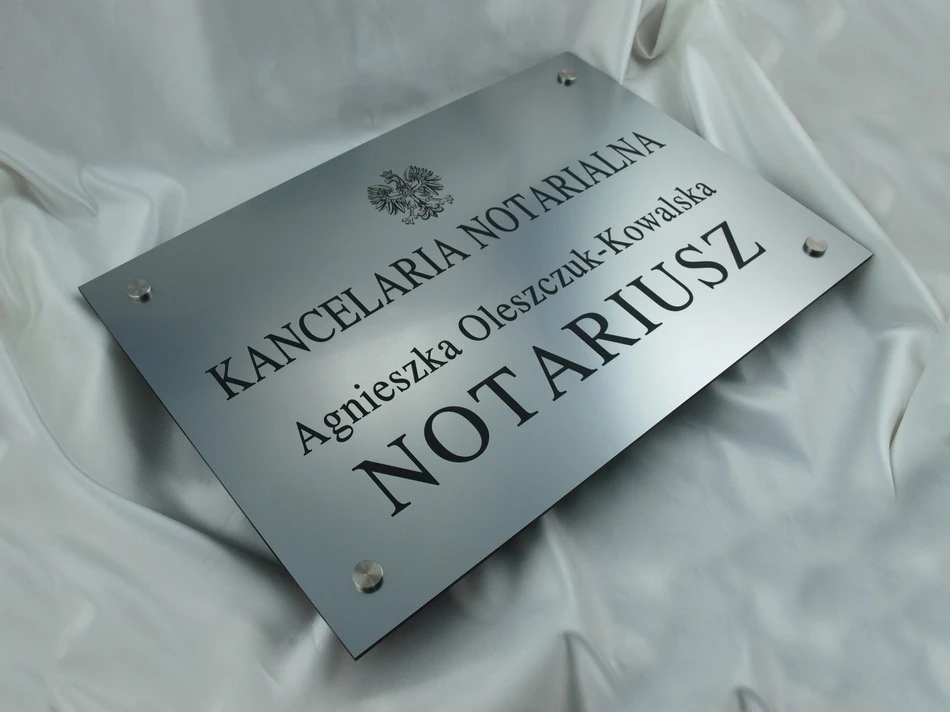 KANCELARIA NOTARIALNA
Agnieszka Oleszczuk-Kowalska
NOTARIUSZ